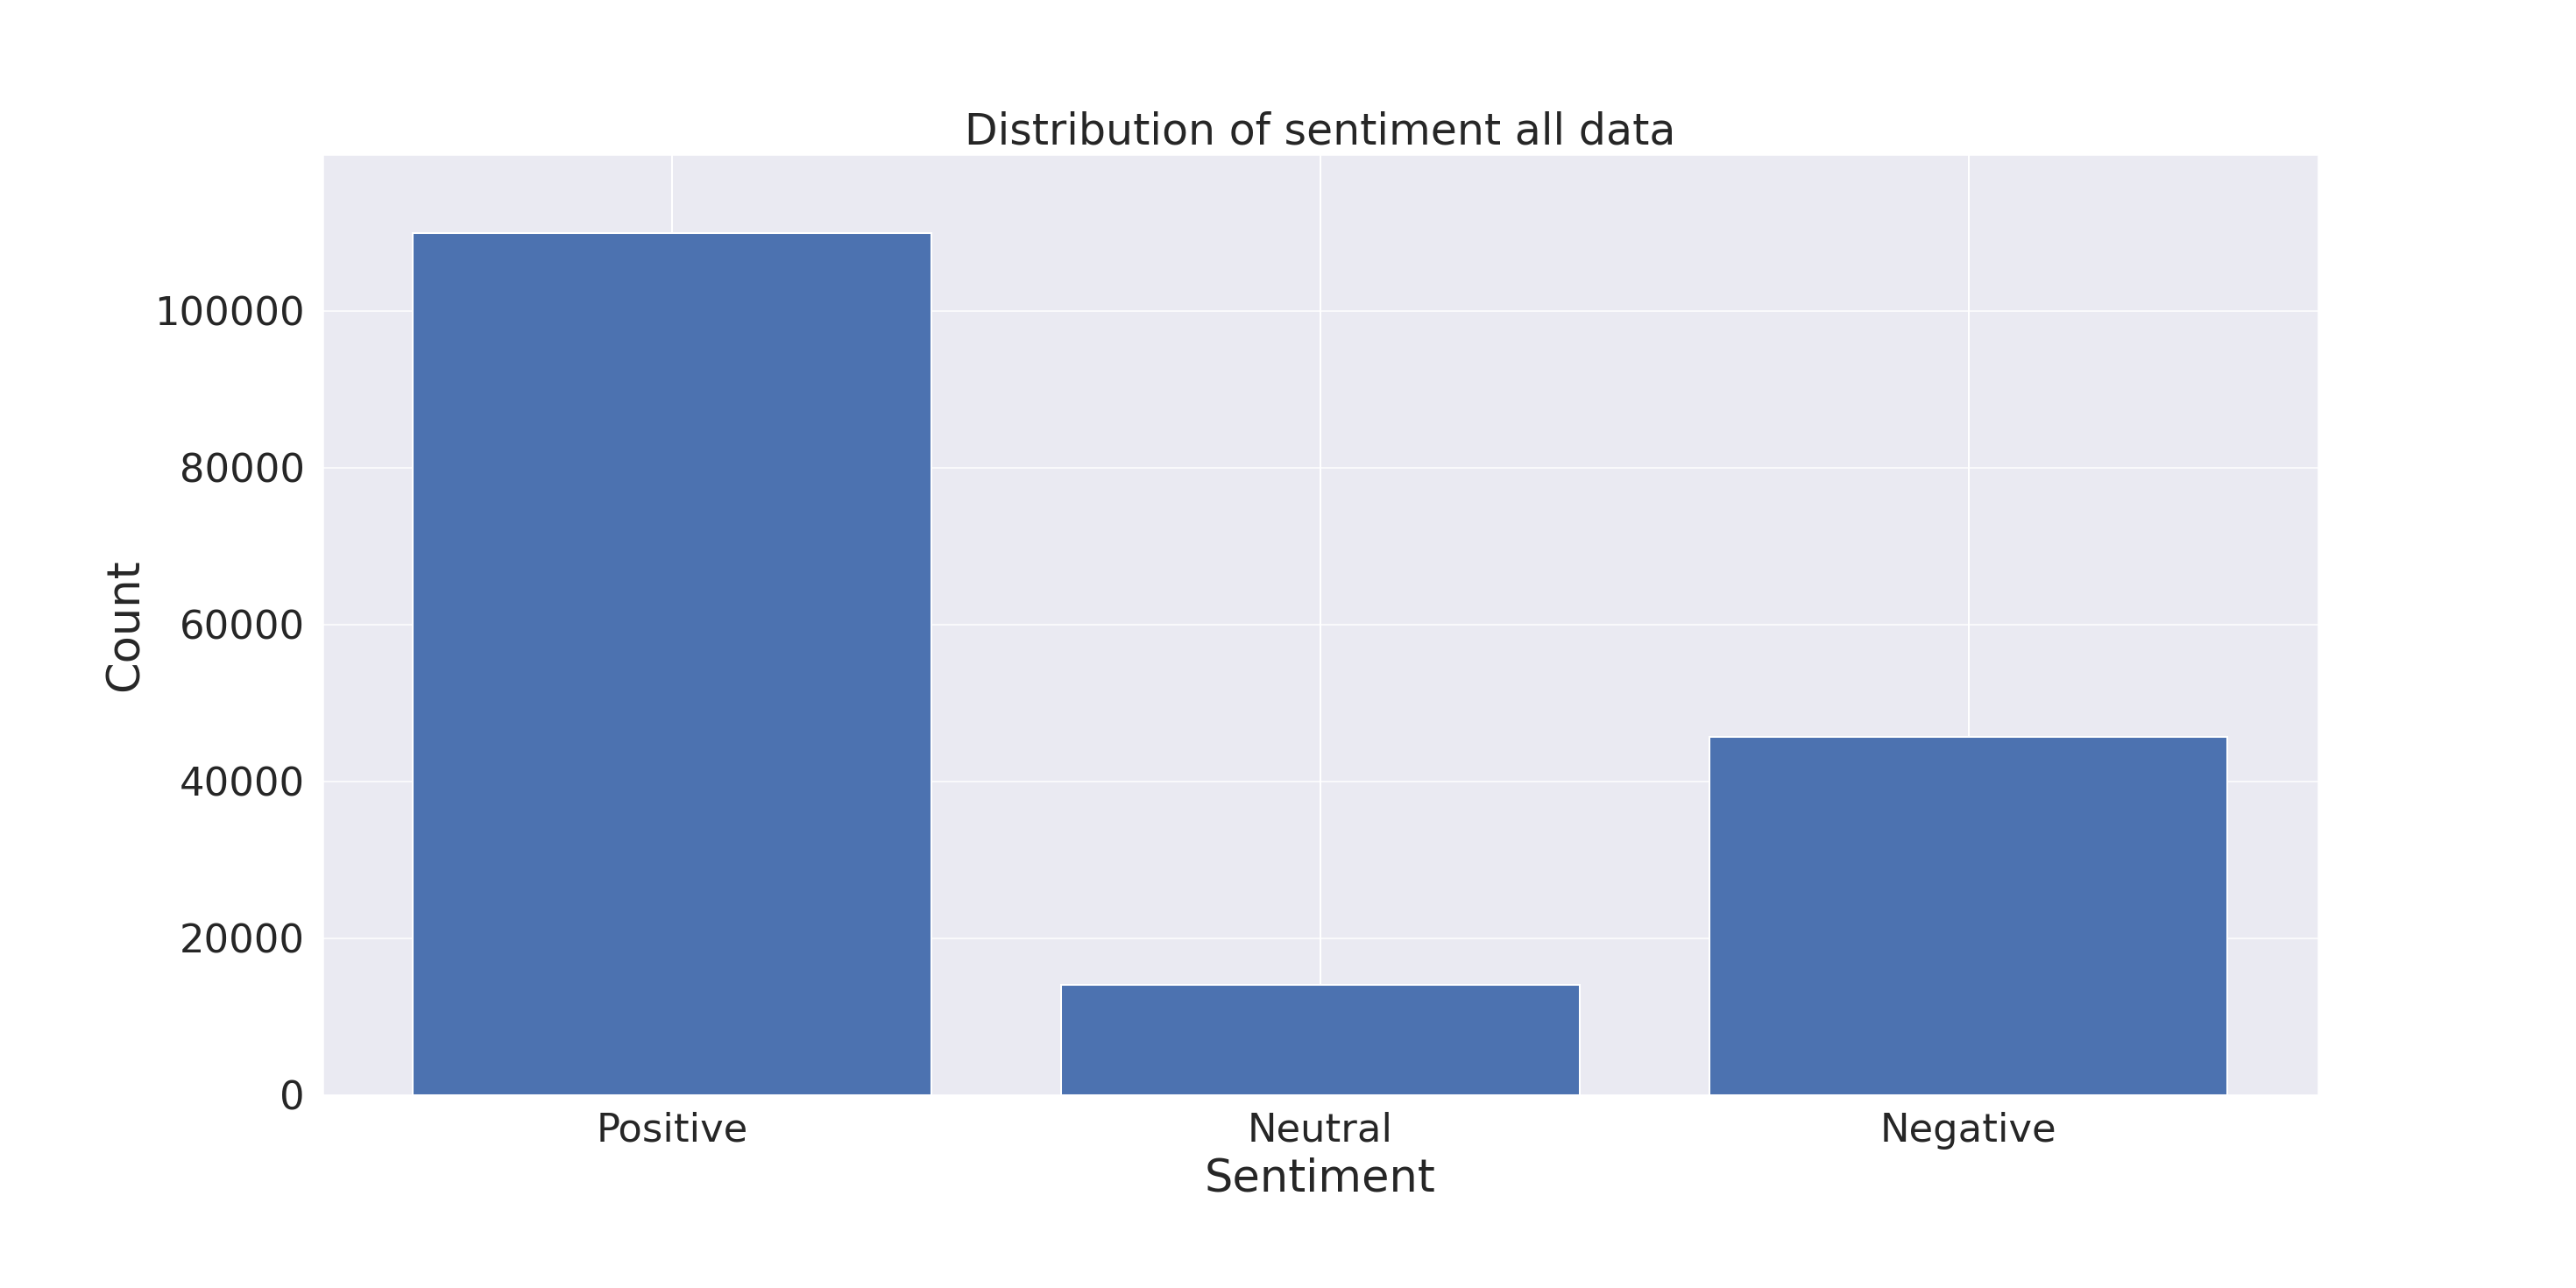 Distribution of sentiment all data
100000
80000
60000
40000
20000
0
Count
Positive
Neutral
Negative
Sentiment